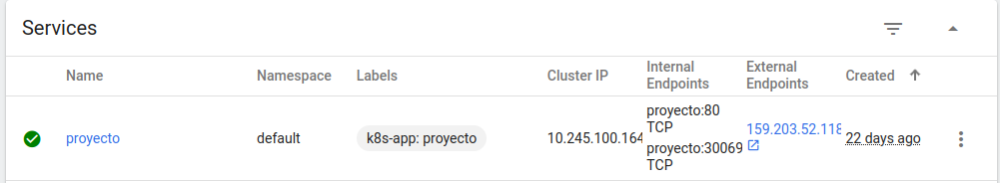 Services
Name Namespace Labels Cluster IP Internal Endpoints External Endpoints Created
proyecto default k8s-app: proyecto 10.245.100.164 proyecto:80 TCP 159.203.52.118 22 days ago
proyecto:30069 TCP